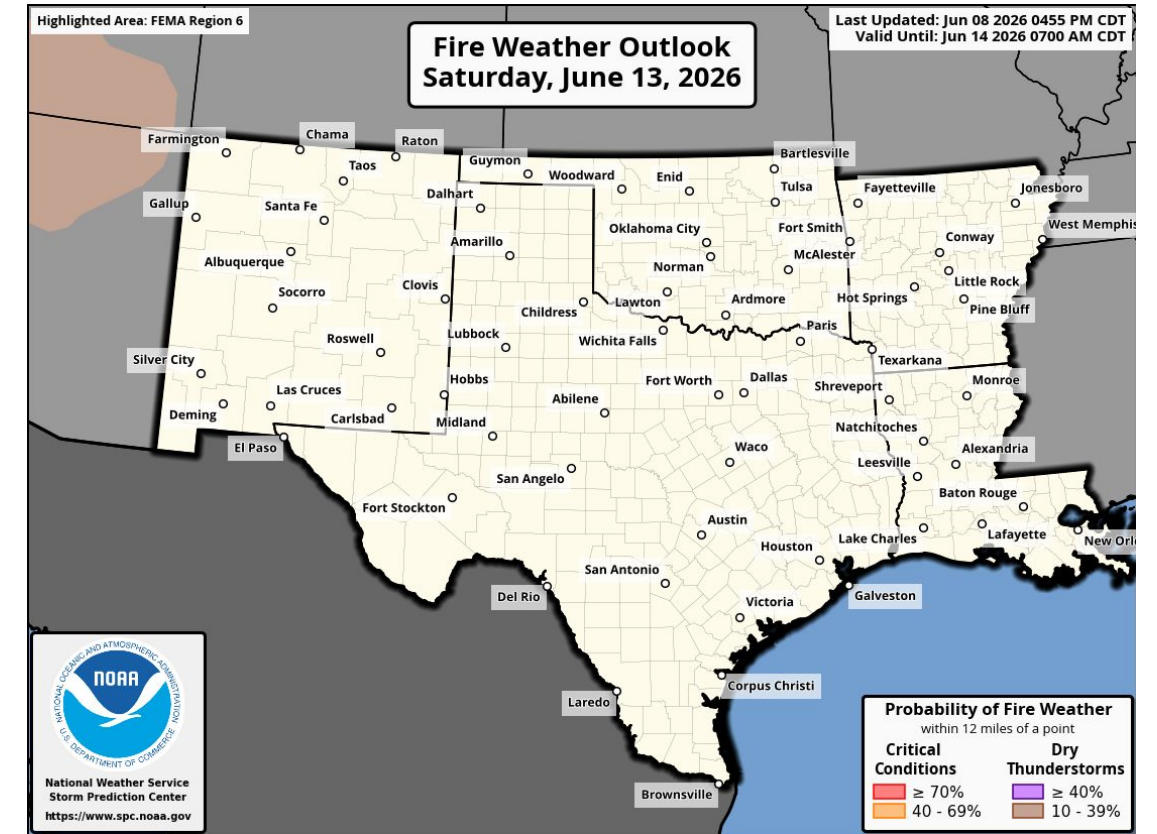 Highlighted Area: FEMA Region 6
Fire Weather Outlook
Saturday, June 13, 2026
Last Updated: Jun 08 2026 0455 PM CDT
Valid Until: Jun 14 2026 0700 AM CDT
Farmington
Chama
Raton
Taos
Guymon
Woodward
Enid
Bartlesville
Tulsa
Fayetteville
Jonesboro
Gallup
Santa Fe
Dalhart
Oklahoma City
Fort Smith
West Memphis
Albuquerque
Amarillo
Norman
McAlester
Conway
Little Rock
Socorro
Clovis
Childress
Lawton
Ardmore
Hot Springs
Pine Bluff
Roswell
Lubbock
Wichita Falls
Paris
Texarkana
Silver City
Las Cruces
Hobbs
Fort Worth
Dallas
Shreveport
Monroe
Deming
Carlsbad
Midland
Abilene
Natchitoches
El Paso
San Angelo
Waco
Leesville
Alexandria
Fort Stockton
Austin
Baton Rouge
Houston
Lake Charles
Lafayette
New Orl
San Antonio
Del Rio
Victoria
Galveston
Laredo
Corpus Christi
Brownsville
NATIONAL OCEANIC AND ATMOSPHERIC ADMINISTRATION
NOAA
U.S. DEPARTMENT OF COMMERCE
National Weather Service
Storm Prediction Center
https://www.spc.noaa.gov
Probability of Fire Weather
within 12 miles of a point
Critical Conditions
≥ 70%
40 - 69%
Dry Thunderstorms
≥ 40%
10 - 39%